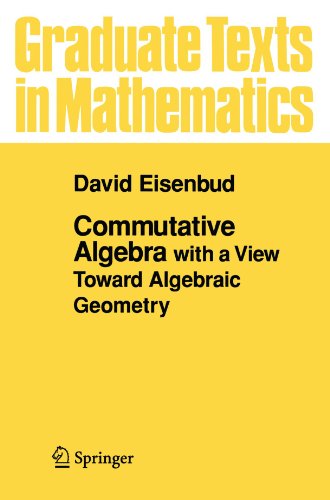 Graduate Texts
in Mathematics
David Eisenbud
Commutative
Algebra with a View
Toward Algebraic
Geometry
Springer